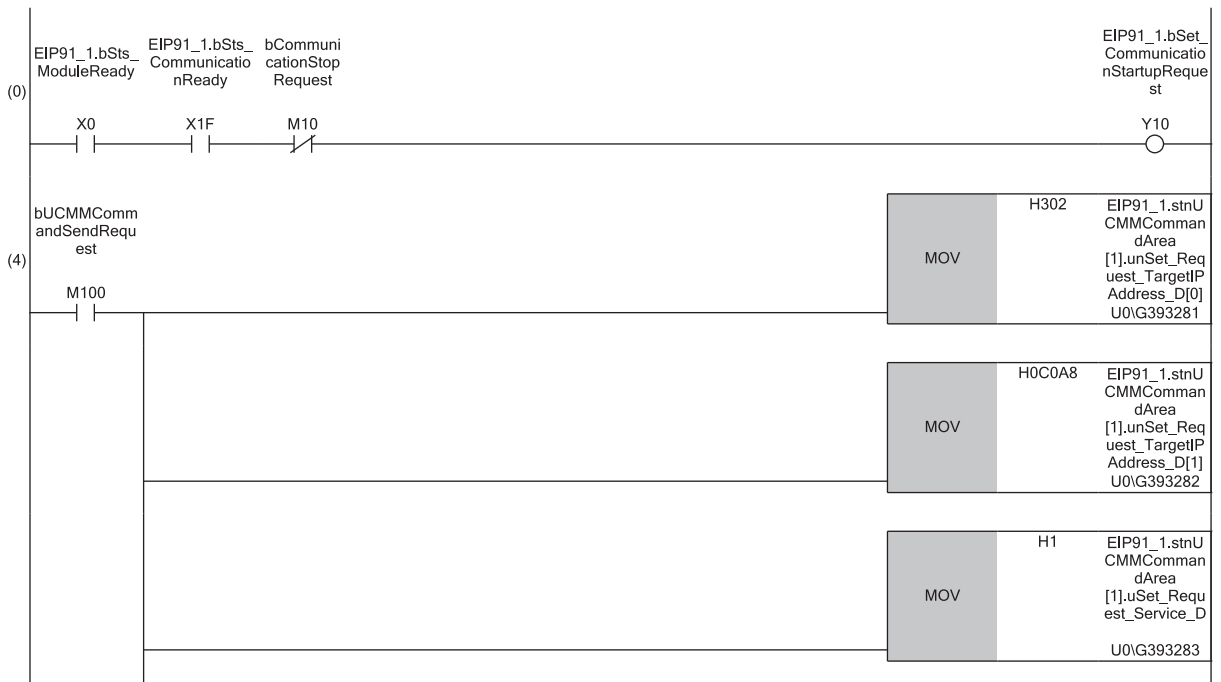 EIP91_1.bSts_
ModuleReady
EIP91_1.bSts_
Communicatio
nReady
bCommuni
cationStop
Request
EIP91_1.bSet_
Communicatio
nStartupReque
st
(0)
X0
X1F
M10
Y10
bUCMMComm
andSendRequ
est
(4)
M100
MOV
H302
EIP91_1.stnU
CMMComman
dArea
[1].unSet_Req
uest_TargetIP
Address_D[0]
U0\G393281
MOV
H0C0A8
EIP91_1.stnU
CMMComman
dArea
[1].unSet_Req
uest_TargetIP
Address_D[1]
U0\G393282
MOV
H1
EIP91_1.stnU
CMMComman
dArea
[1].uSet_Requ
est_Service_D
U0\G393283